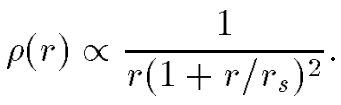 ρ(r) ∝ 1 / r(1 + r/r_s)².